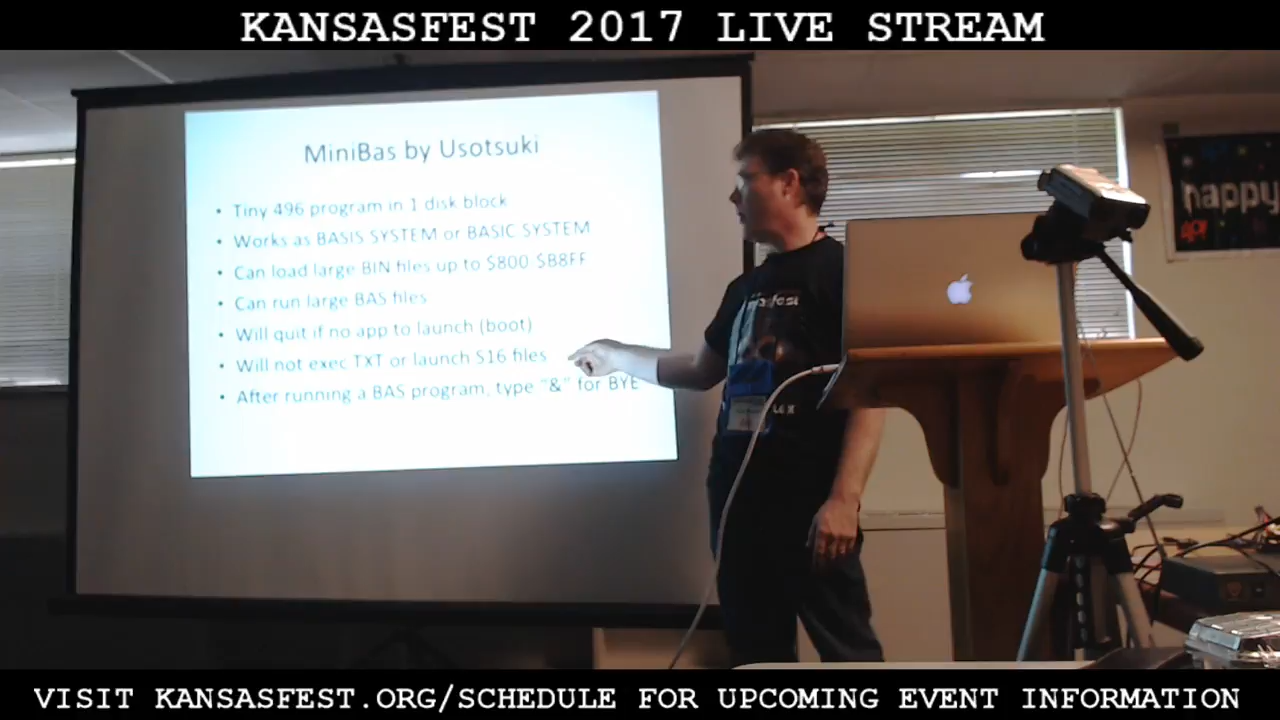 KANSASFEST 2017 LIVE STREAM
MiniBas by Usotsuki
• Tiny 496 program in 1 disk block
• Works as BASIS SYSTEM or BASIC SYSTEM
• Can load large BIN files up to $800 $B8FF
• Can run large BAS files
• Will quit if no app to launch (boot)
• Will not exec TXT or launch S16 files
• After running a BAS program, type "&" for BYE
happy
VISIT KANSASFEST.ORG/SCHEDULE FOR UPCOMING EVENT INFORMATION